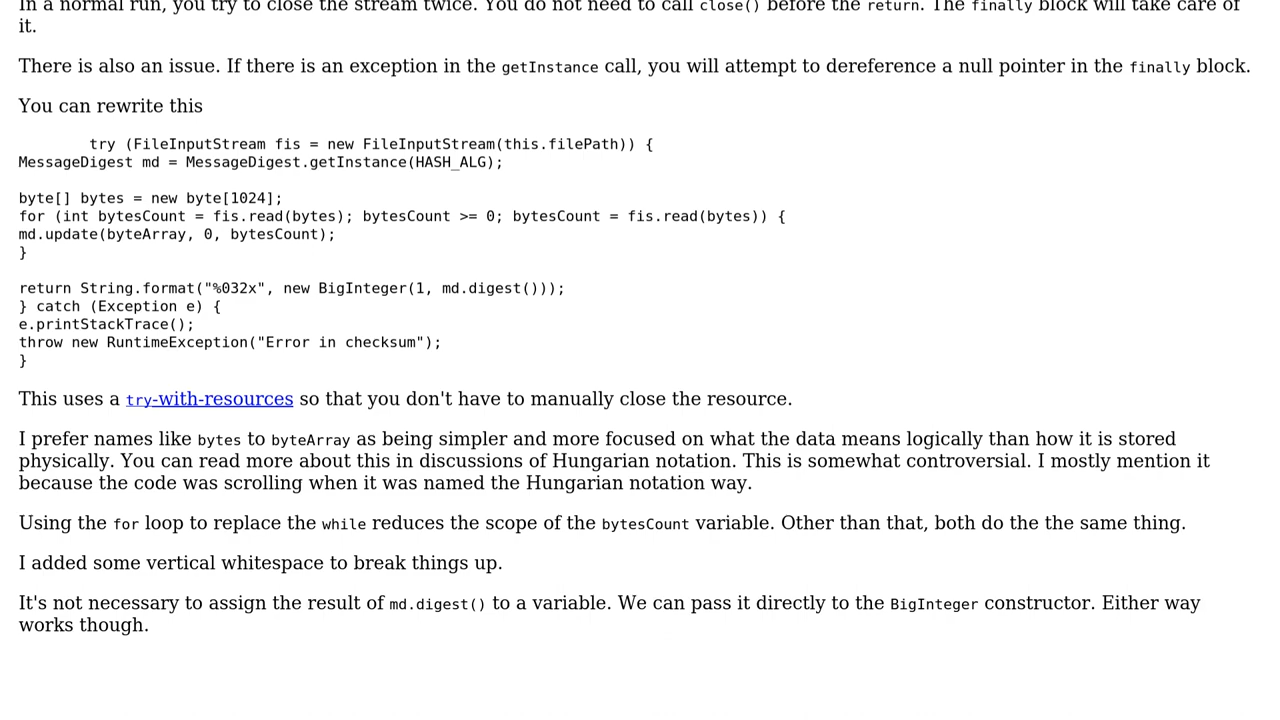 In a normal run, you try to close the stream twice. You do not need to call close() before the return. The finally block will take care of
it.
There is also an issue. If there is an exception in the getInstance call, you will attempt to dereference a null pointer in the finally block.
You can rewrite this
try (FileInputStream fis = new FileInputStream(this.filePath)) {
MessageDigest md = MessageDigest.getInstance(HASH_ALG);
byte[] bytes = new byte[1024];
for (int bytesCount = fis.read(bytes); bytesCount >= 0; bytesCount = fis.read(bytes)) {
md.update(byteArray, 0, bytesCount);
}
return String.format("%032x", new BigInteger(1, md.digest()));
} catch (Exception e) {
e.printStackTrace();
throw new RuntimeException("Error in checksum");
}
This uses a try-with-resources so that you don't have to manually close the resource.
I prefer names like bytes to byteArray as being simpler and more focused on what the data means logically than how it is stored
physically. You can read more about this in discussions of Hungarian notation. This is somewhat controversial. I mostly mention it
because the code was scrolling when it was named the Hungarian notation way.
Using the for loop to replace the while reduces the scope of the bytesCount variable. Other than that, both do the the same thing.
I added some vertical whitespace to break things up.
It's not necessary to assign the result of md.digest() to a variable. We can pass it directly to the BigInteger constructor. Either way
works though.